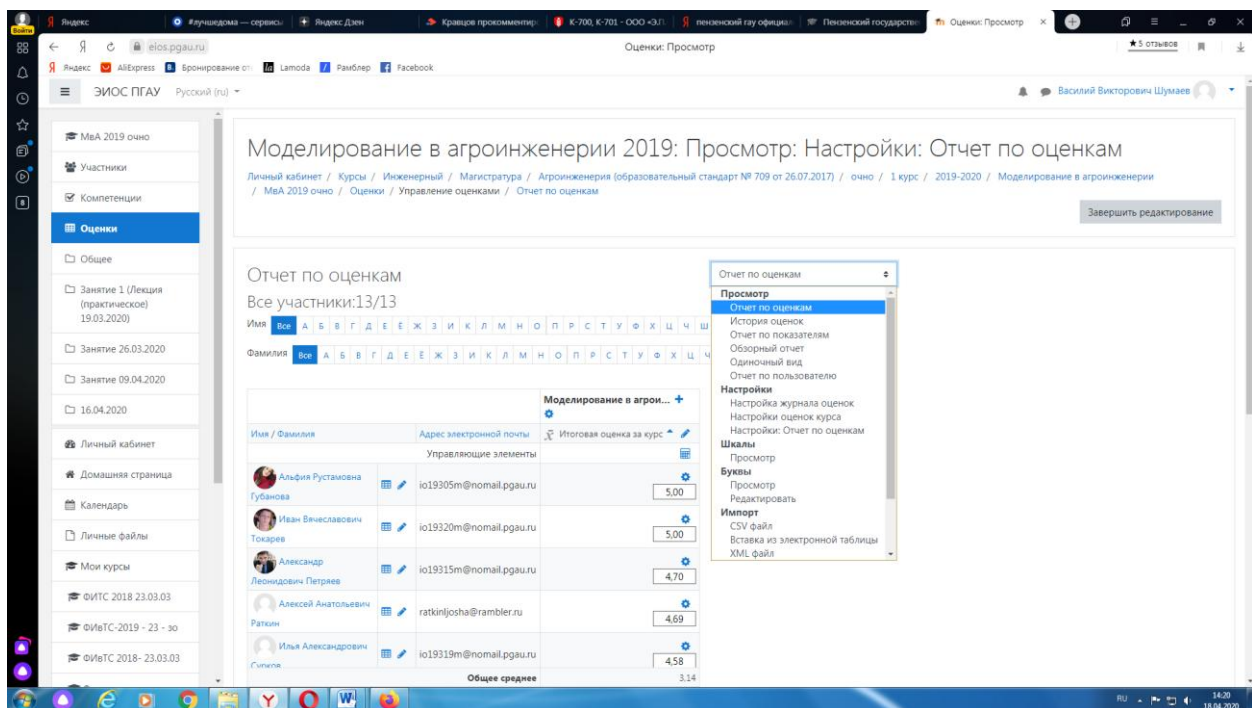 Войти
Яндекс
#лучшедома — сервисы
Яндекс Дзен
Кравцов прокомментир
К-700, К-701 - ООО
пензенский гау официал
Пензенский государстве
Оценки: Просмотр
elos.pgau.ru
Оценки: Просмотр
★ 5 отзывов
Яндекс
AliExpress
Бронирование от
Lamoda
Рамблер
Facebook
ЭИОС ПГАУ
Русский (ru)
Василий Викторович Шумаев
МвА 2019 очно
Участники
Компетенции
Оценки
Общее
Занятие 1 (Лекция
(практическое)
19.03.2020)
Занятие 26.03.2020
Занятие 09.04.2020
16.04.2020
Личный кабинет
Домашняя страница
Календарь
Личные файлы
Мои курсы
ФИТС 2018 23.03.03
ФИвТС-2019 - 23 - зо
ФИвТС 2018- 23.03.03
Моделирование в агроинженерии 2019: Просмотр: Настройки: Отчет по оценкам
Личный кабинет / Курсы / Инженерный / Магистратура / Агроинженерия (образовательный стандарт № 709 от 26.07.2017) / очно / 1 курс / 2019-2020 / Моделирование в агроинженерии
/ МвА 2019 очно / Оценки / Управление оценками / Отчет по оценкам
Завершить редактирование
Отчет по оценкам
Все участники:13/13
Имя Все А Б В Г Д Е Ё Ж З И К Л М Н О П Р С Т У Ф Х Ц Ч Ш
Фамилия Все А Б В Г Д Е Ё Ж З И К Л М Н О П Р С Т У Ф Х Ц Ч
Моделирование в агрои...
Имя / Фамилия
Адрес электронной почты
Итоговая оценка за курс
Управляющие элементы
Альфия Рустамовна
Губанова
io19305m@nomail.pgau.ru
5,00
Иван Вячеславович
Токарев
io19320m@nomail.pgau.ru
5,00
Александр
Леонидович Петряев
io19315m@nomail.pgau.ru
4,70
Алексей Анатольевич
Раткин
ratkinljosha@rambler.ru
4,69
Илья Александрович
Сурков
io19319m@nomail.pgau.ru
4,58
Общее среднее
3,14
Отчет по оценкам
Просмотр
Отчет по оценкам
История оценок
Отчет по показателям
Обзорный отчет
Одиночный вид
Отчет по пользователю
Настройки
Настройка журнала оценок
Настройки оценок курса
Настройки: Отчет по оценкам
Шкалы
Просмотр
Буквы
Просмотр
Редактировать
Импорт
CSV файл
Вставка из электронной таблицы
XML файл
RU
14:20
18.04.2020